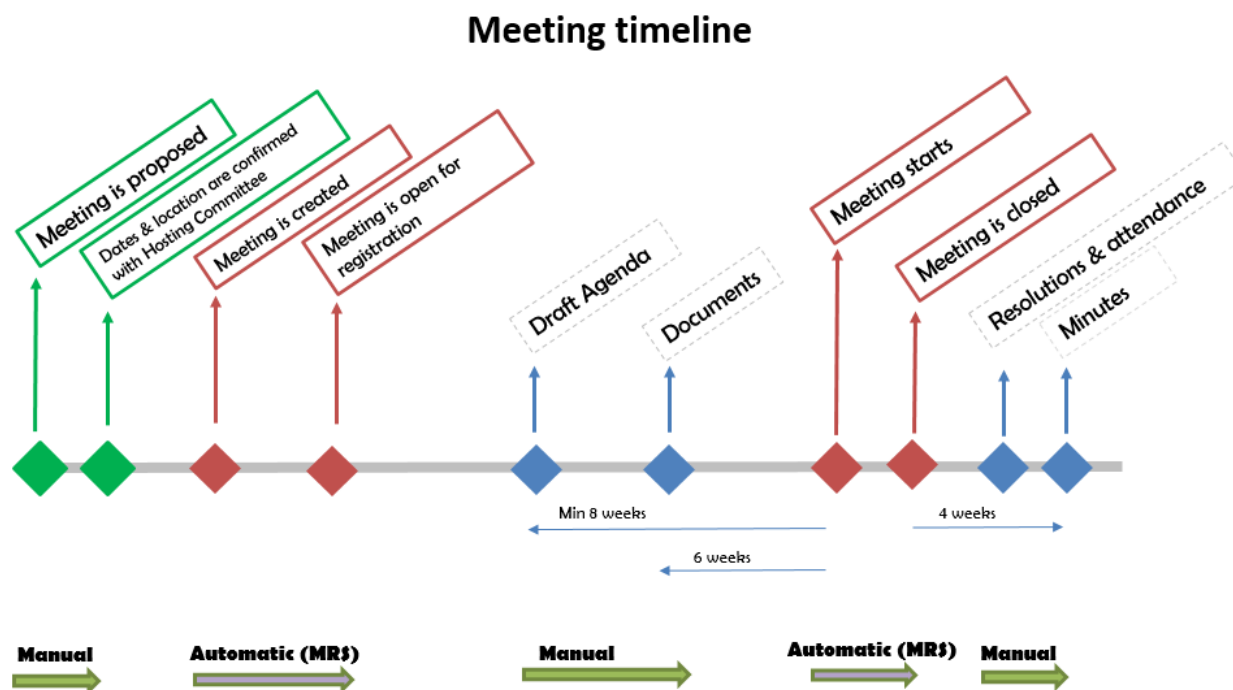 Meeting timeline
Meeting is proposed
Dates & location are confirmed
with Hosting Committee
Meeting is created
Meeting is open for
registration
Draft Agenda
Documents
Meeting starts
Meeting is closed
Resolutions & attendance
Minutes
Min 8 weeks
4 weeks
6 weeks
Manual
Automatic (MR$)
Manual
Automatic (MR$)
Manual